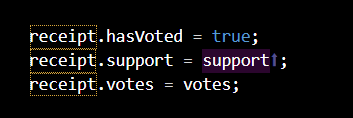 receipt.hasVoted = true;
receipt.support = support⬆;
receipt.votes = votes;